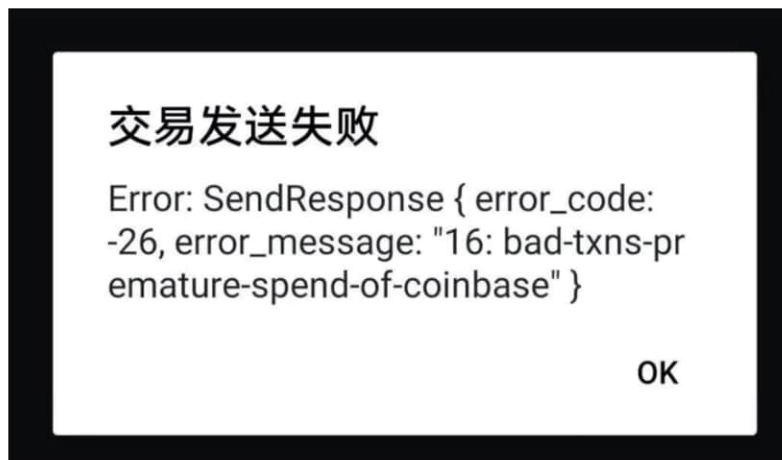 交易发送失败
Error: SendResponse { error_code:
-26, error_message: "16: bad-txns-pr
emature-spend-of-coinbase" }
OK